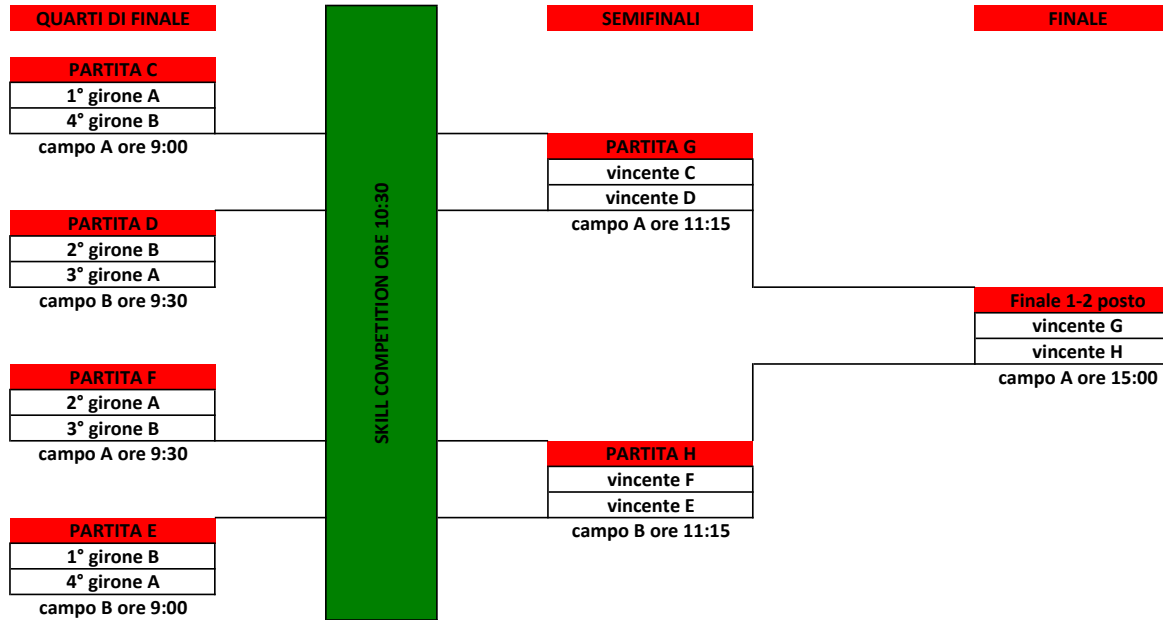 QUARTI DI FINALE
SEMIFINALI
FINALE
PARTITA C
1° girone A
4° girone B
campo A ore 9:00
PARTITA D
2° girone B
3° girone A
campo B ore 9:30
PARTITA F
2° girone A
3° girone B
campo A ore 9:30
PARTITA E
1° girone B
4° girone A
campo B ore 9:00
SKILL COMPETITION ORE 10:30
PARTITA G
vincente C
vincente D
campo A ore 11:15
PARTITA H
vincente F
vincente E
campo B ore 11:15
Finale 1-2 posto
vincente G
vincente H
campo A ore 15:00